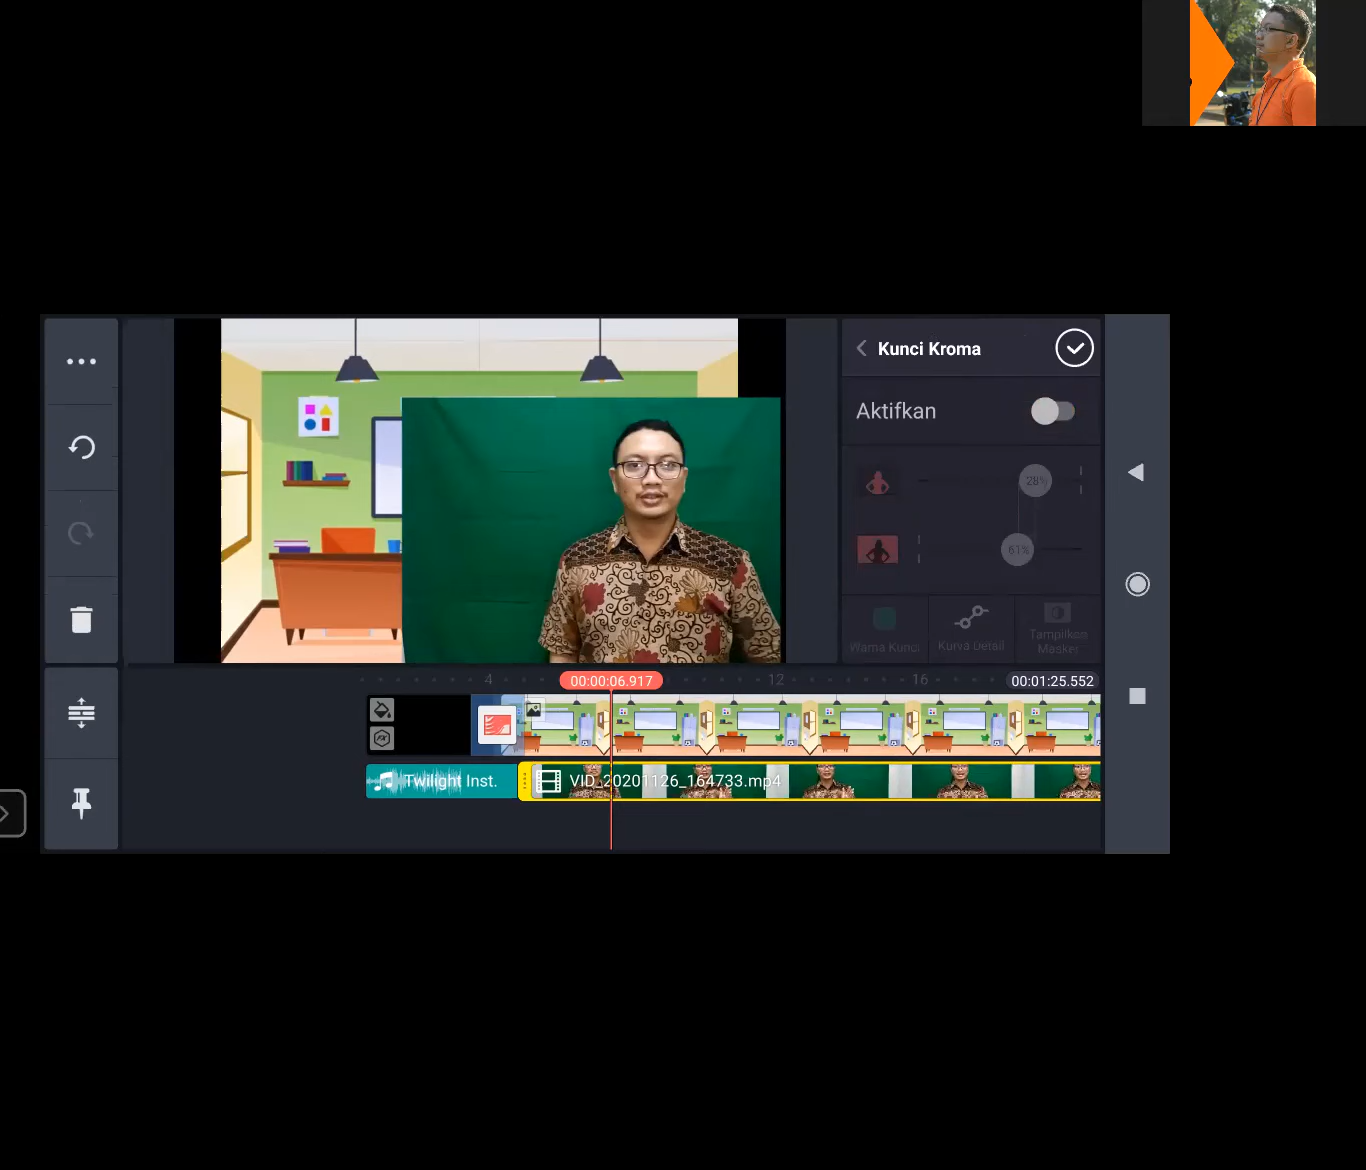 Kunci Kroma
Aktifkan
28%
61%
Warna Kunci
Kurva Detail
Tampilkan
Masker
4
00:00:06.917
12
16
00:01:25.552
Twilight Inst.
VID_20201126_164733.mp4